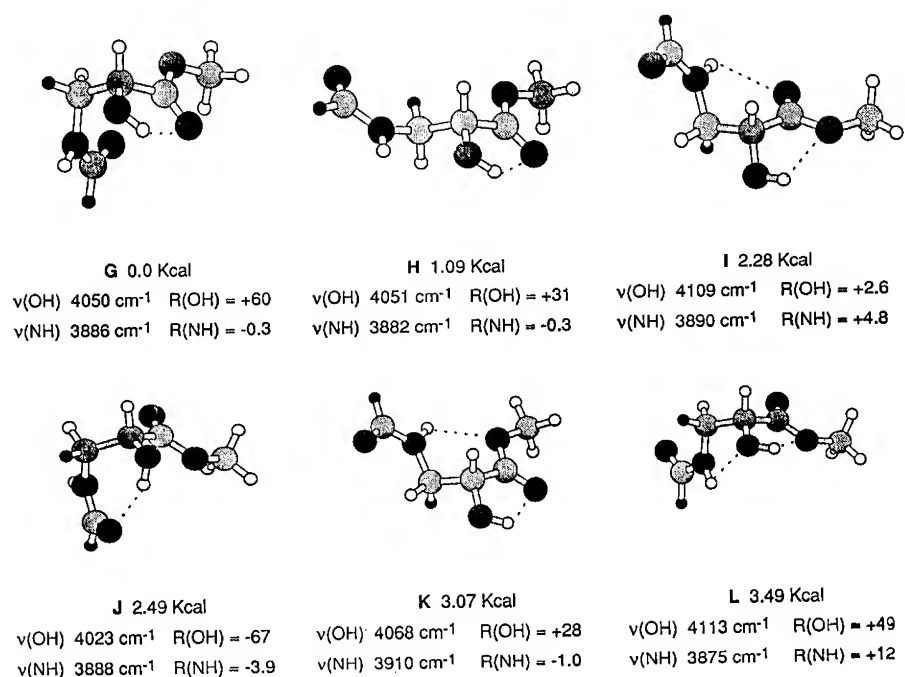 G 0.0 Kcal
ν(OH) 4050 cm-1 R(OH) = +60
ν(NH) 3886 cm-1 R(NH) = -0.3
H 1.09 Kcal
ν(OH) 4051 cm-1 R(OH) = +31
ν(NH) 3882 cm-1 R(NH) = -0.3
I 2.28 Kcal
ν(OH) 4109 cm-1 R(OH) = +2.6
ν(NH) 3890 cm-1 R(NH) = +4.8
J 2.49 Kcal
ν(OH) 4023 cm-1 R(OH) = -67
ν(NH) 3888 cm-1 R(NH) = -3.9
K 3.07 Kcal
ν(OH) 4068 cm-1 R(OH) = +28
ν(NH) 3910 cm-1 R(NH) = -1.0
L 3.49 Kcal
ν(OH) 4113 cm-1 R(OH) = +49
ν(NH) 3875 cm-1 R(NH) = +12